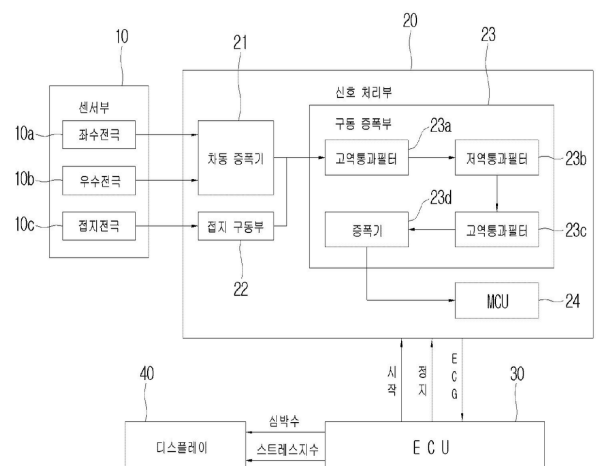 20
10
21
23
신호 처리부
센서부
구동 증폭부
23a
10a
좌수전극
차동 증폭기
고역통과필터
저역통과필터
23b
10b
우수전극
23d
10c
접지전극
접지 구동부
증폭기
고역통과필터
23c
22
MCU
24
시작
정지
ECG
40
30
심박수
디스플레이
스트레스지수
ECU